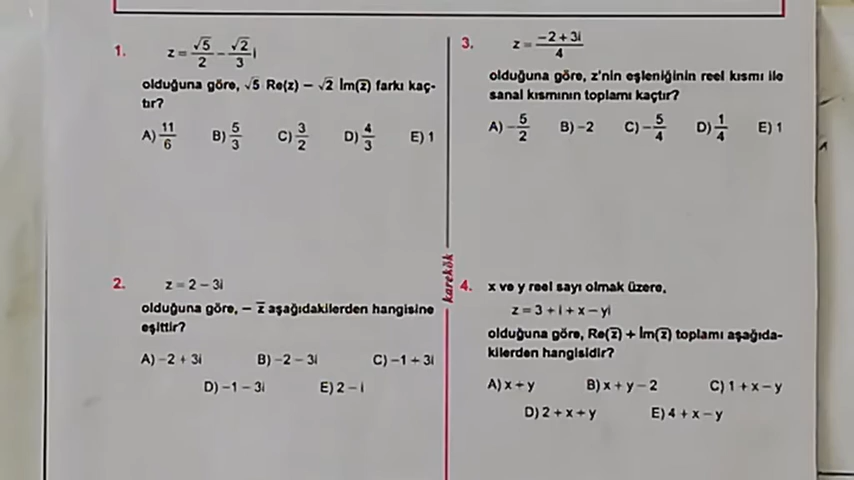 1. z = √5/2 − √2/3 i
olduğuna göre, √5 Re(z) − √2 İm(z̅) farkı kaç-
tır?
A) 11/6 B) 5/3 C) 3/2 D) 4/3 E) 1
2. z = 2 − 3i
olduğuna göre, − z̅ aşağıdakilerden hangisine
eşittir?
A) −2 + 3i B) −2 − 3i C) −1 + 3i
D) −1 − 3i E) 2 − i
karekök
3. z = −2 + 3i/4
olduğuna göre, z'nin eşleniğinin reel kısmı ile
sanal kısmının toplamı kaçtır?
A) −5/2 B) −2 C) −5/4 D) 1/4 E) 1
4. x ve y reel sayı olmak üzere,
z = 3 + i + x − yi
olduğuna göre, Re(z̅) + İm(z̅) toplamı aşağıda-
kilerden hangisidir?
A) x + y B) x + y − 2 C) 1 + x − y
D) 2 + x + y E) 4 + x − y